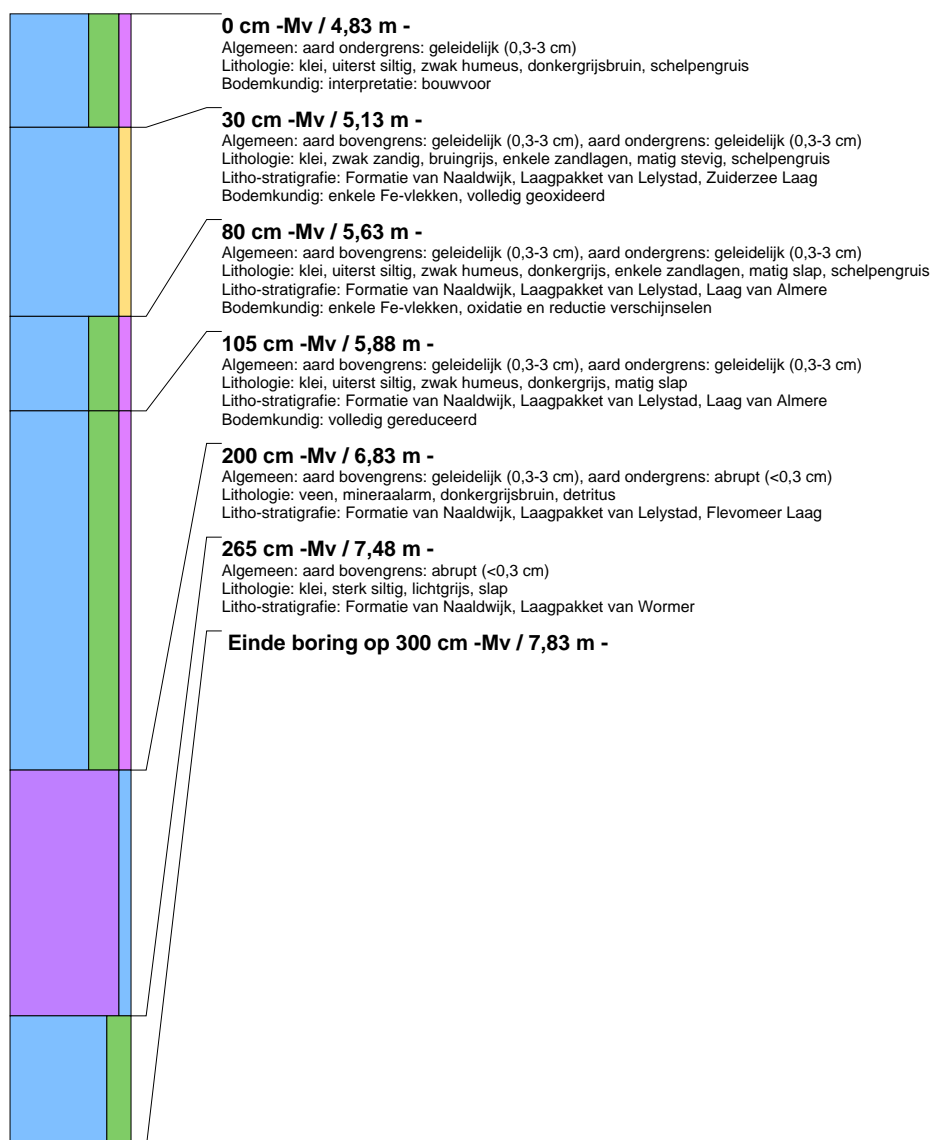 0 cm -Mv / 4,83 m -
Algemeen: aard ondergrens: geleidelijk (0,3-3 cm)
Lithologie: klei, uiterst siltig, zwak humeus, donkergrijsbruin, schelpengruis
Bodemkundig: interpretatie: bouwvoor
30 cm -Mv / 5,13 m -
Algemeen: aard bovengrens: geleidelijk (0,3-3 cm), aard ondergrens: geleidelijk (0,3-3 cm)
Lithologie: klei, zwak zandig, bruingrijs, enkele zandlagen, matig stevig, schelpengruis
Litho-stratigrafie: Formatie van Naaldwijk, Laagpakket van Lelystad, Zuiderzee Laag
Bodemkundig: enkele Fe-vlekken, volledig geoxideerd
80 cm -Mv / 5,63 m -
Algemeen: aard bovengrens: geleidelijk (0,3-3 cm), aard ondergrens: geleidelijk (0,3-3 cm)
Lithologie: klei, uiterst siltig, zwak humeus, donkergrijs, enkele zandlagen, matig slap, schelpengruis
Litho-stratigrafie: Formatie van Naaldwijk, Laagpakket van Lelystad, Laag van Almere
Bodemkundig: enkele Fe-vlekken, oxidatie en reductie verschijnselen
105 cm -Mv / 5,88 m -
Algemeen: aard bovengrens: geleidelijk (0,3-3 cm), aard ondergrens: geleidelijk (0,3-3 cm)
Lithologie: klei, uiterst siltig, zwak humeus, donkergrijs, matig slap
Litho-stratigrafie: Formatie van Naaldwijk, Laagpakket van Lelystad, Laag van Almere
Bodemkundig: volledig gereduceerd
200 cm -Mv / 6,83 m -
Algemeen: aard bovengrens: geleidelijk (0,3-3 cm), aard ondergrens: abrupt (<0,3 cm)
Lithologie: veen, mineraalarm, donkergrijsbruin, detritus
Litho-stratigrafie: Formatie van Naaldwijk, Laagpakket van Lelystad, Flevomeer Laag
265 cm -Mv / 7,48 m -
Algemeen: aard bovengrens: abrupt (<0,3 cm)
Lithologie: klei, sterk siltig, lichtgrijs, slap
Litho-stratigrafie: Formatie van Naaldwijk, Laagpakket van Wormer
Einde boring op 300 cm -Mv / 7,83 m -